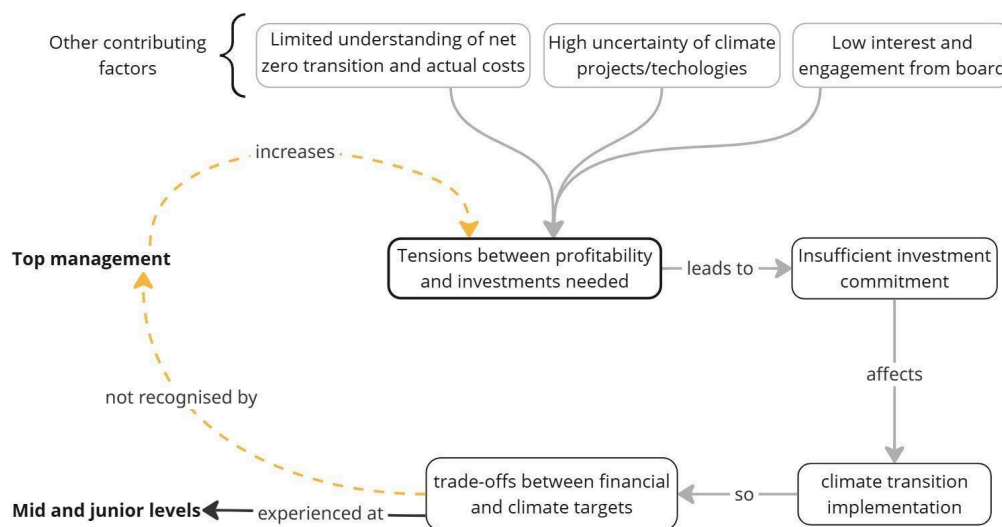 Other contributing
factors
Limited understanding of net
zero transition and actual costs
High uncertainty of climate
projects/techologies
Low interest and
engagement from board
increases
Top management
Tensions between profitability
and investments needed
leads to
Insufficient investment
commitment
affects
not recognised by
trade-offs between financial
and climate targets
so
climate transition
implementation
Mid and junior levels
experienced at